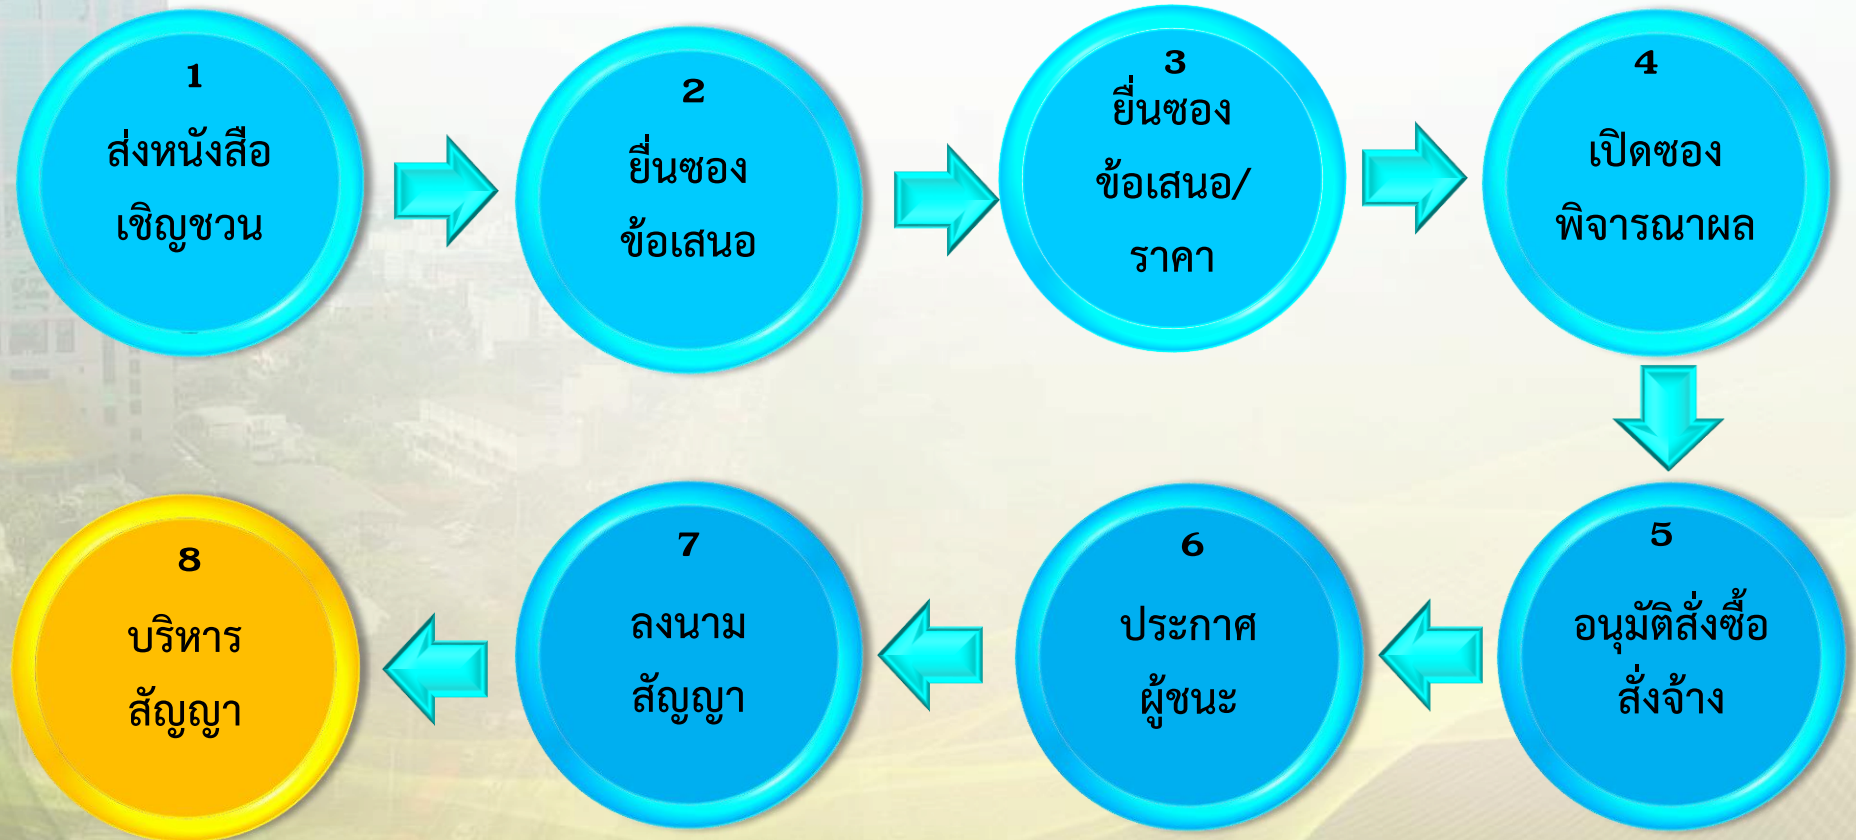 1
ส่งหนังสือ
เชิญชวน
2
ยื่นซอง
ข้อเสนอ
3
ยื่นซอง
ข้อเสนอ/
ราคา
4
เปิดซอง
พิจารณาผล
5
อนุมัติสั่งซื้อ
สั่งจ้าง
6
ประกาศ
ผู้ชนะ
7
ลงนาม
สัญญา
8
บริหาร
สัญญา